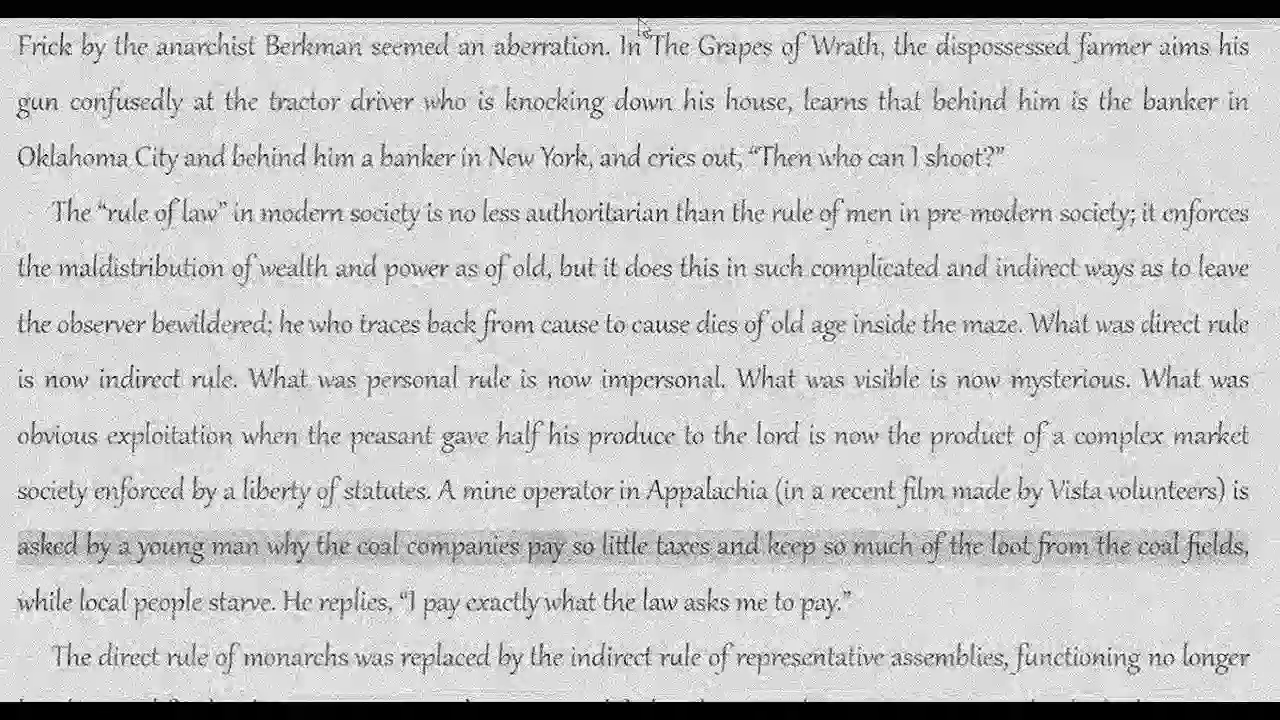 Frick by the anarchist Berkman seemed an aberration. In The Grapes of Wrath, the dispossessed farmer aims his
gun confusedly at the tractor driver who is knocking down his house, learns that behind him is the banker in
Oklahoma City and behind him a banker in New York, and cries out, “Then who can I shoot?”
The “rule of law” in modern society is no less authoritarian than the rule of men in pre-modern society; it enforces
the maldistribution of wealth and power as of old, but it does this in such complicated and indirect ways as to leave
the observer bewildered; he who traces back from cause to cause dies of old age inside the maze. What was direct rule
is now indirect rule. What was personal rule is now impersonal. What was visible is now mysterious. What was
obvious exploitation when the peasant gave half his produce to the lord is now the product of a complex market
society enforced by a liberty of statutes. A mine operator in Appalachia (in a recent film made by Vista volunteers) is
asked by a young man why the coal companies pay so little taxes and keep so much of the loot from the coal fields,
while local people starve. He replies, “I pay exactly what the law asks me to pay.”
The direct rule of monarchs was replaced by the indirect rule of representative assemblies, functioning no longer